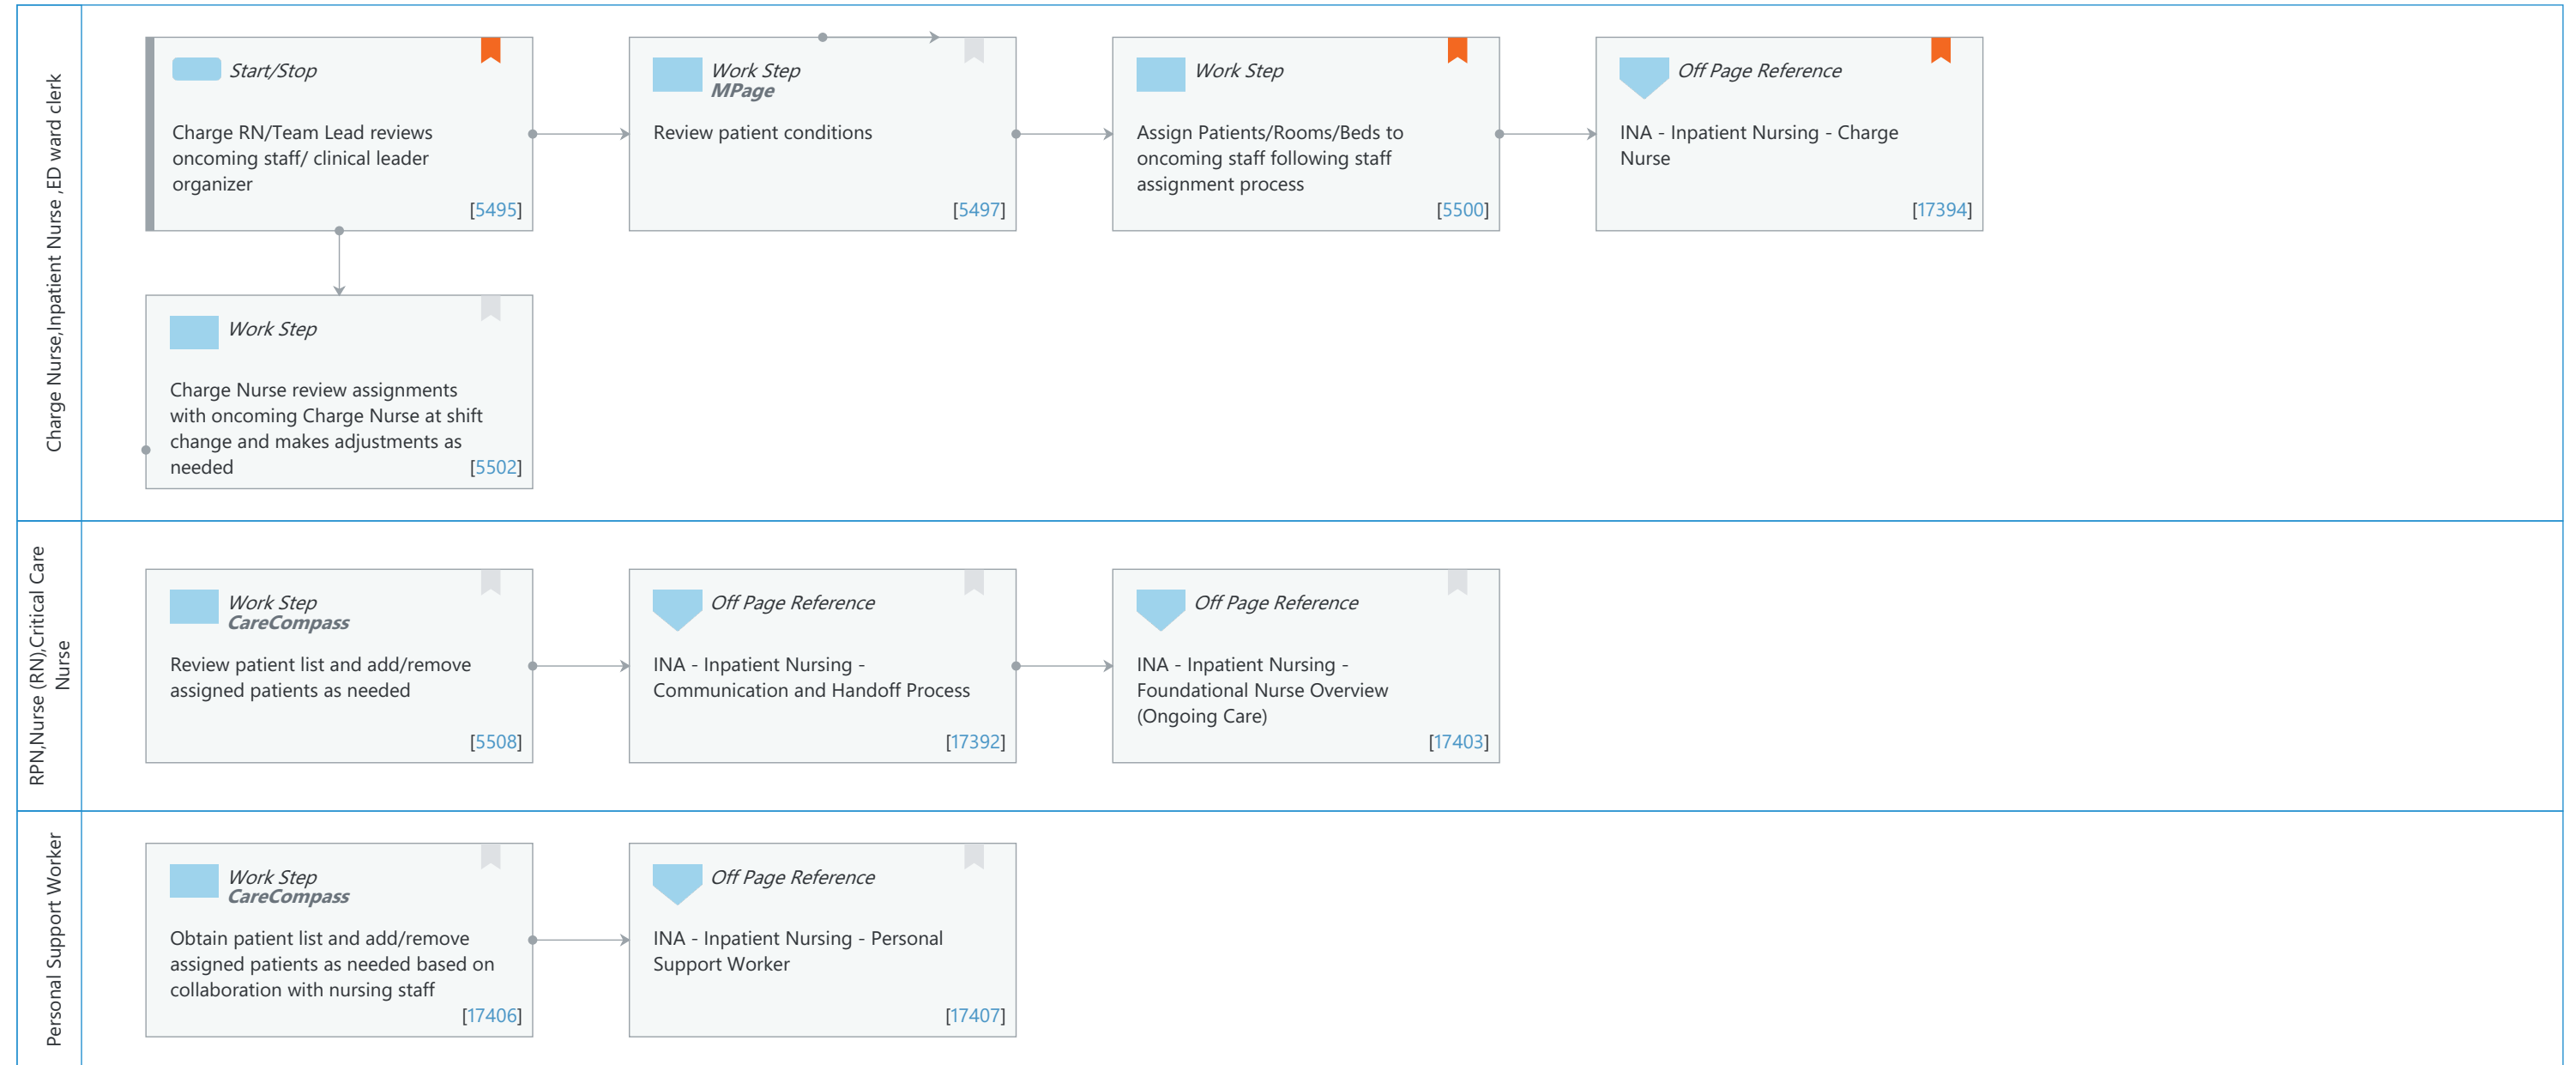 Charge Nurse,Inpatient Nurse ,ED ward clerk
Start/Stop
Charge RN/Team Lead reviews
oncoming staff/ clinical leader
organizer
[5495]
Work Step
MPage
Review patient conditions
[5497]
Work Step
Assign Patients/Rooms/Beds to
oncoming staff following staff
assignment process
[5500]
Off Page Reference
INA - Inpatient Nursing - Charge
Nurse
[17394]
Work Step
Charge Nurse review assignments
with oncoming Charge Nurse at shift
change and makes adjustments as
needed
[5502]
RPN,Nurse (RN),Critical Care
Nurse
Work Step
CareCompass
Review patient list and add/remove
assigned patients as needed
[5508]
Off Page Reference
INA - Inpatient Nursing -
Communication and Handoff Process
[17392]
Off Page Reference
INA - Inpatient Nursing -
Foundational Nurse Overview
(Ongoing Care)
[17403]
Personal Support Worker
Work Step
CareCompass
Obtain patient list and add/remove
assigned patients as needed based on
collaboration with nursing staff
[17406]
Off Page Reference
INA - Inpatient Nursing - Personal
Support Worker
[17407]